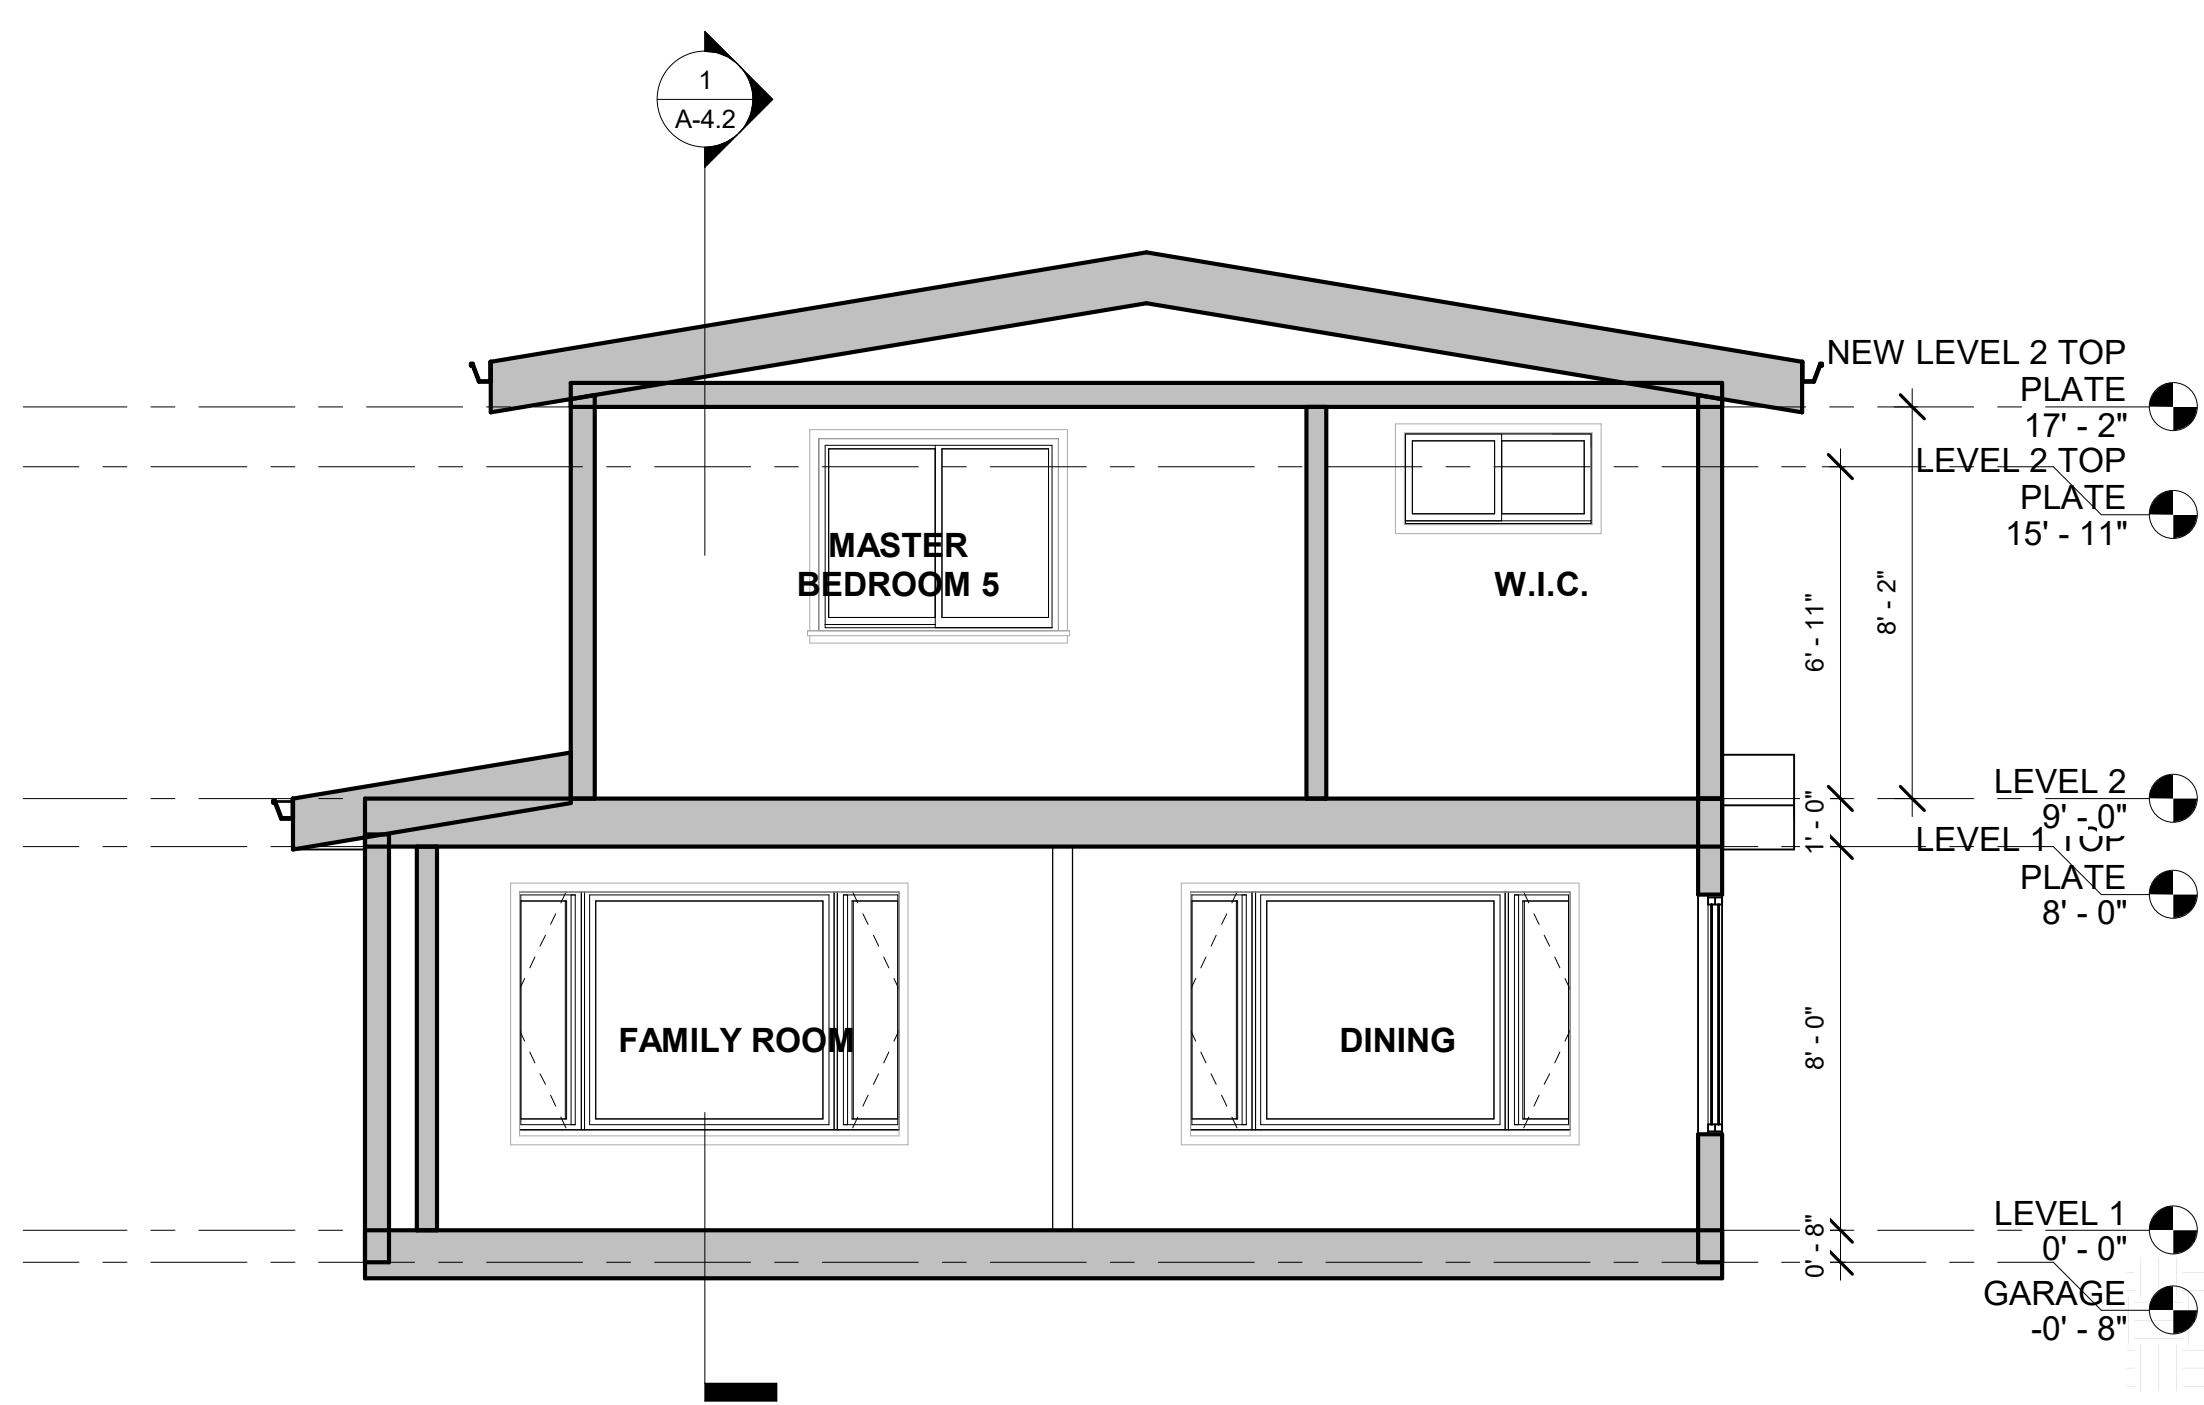 1
A-4.2
NEW LEVEL 2 TOP
PLATE
17' - 2"
LEVEL 2 TOP
PLATE
15' - 11"
MASTER
BEDROOM 5
W.I.C.
6' - 11"
8' - 2"
LEVEL 2
9' - 0"
1' - 0"
LEVEL 1 TOP
PLATE
8' - 0"
FAMILY ROOM
DINING
8' - 0"
LEVEL 1
0' - 0"
0' - 8"
GARAGE
-0' - 8"